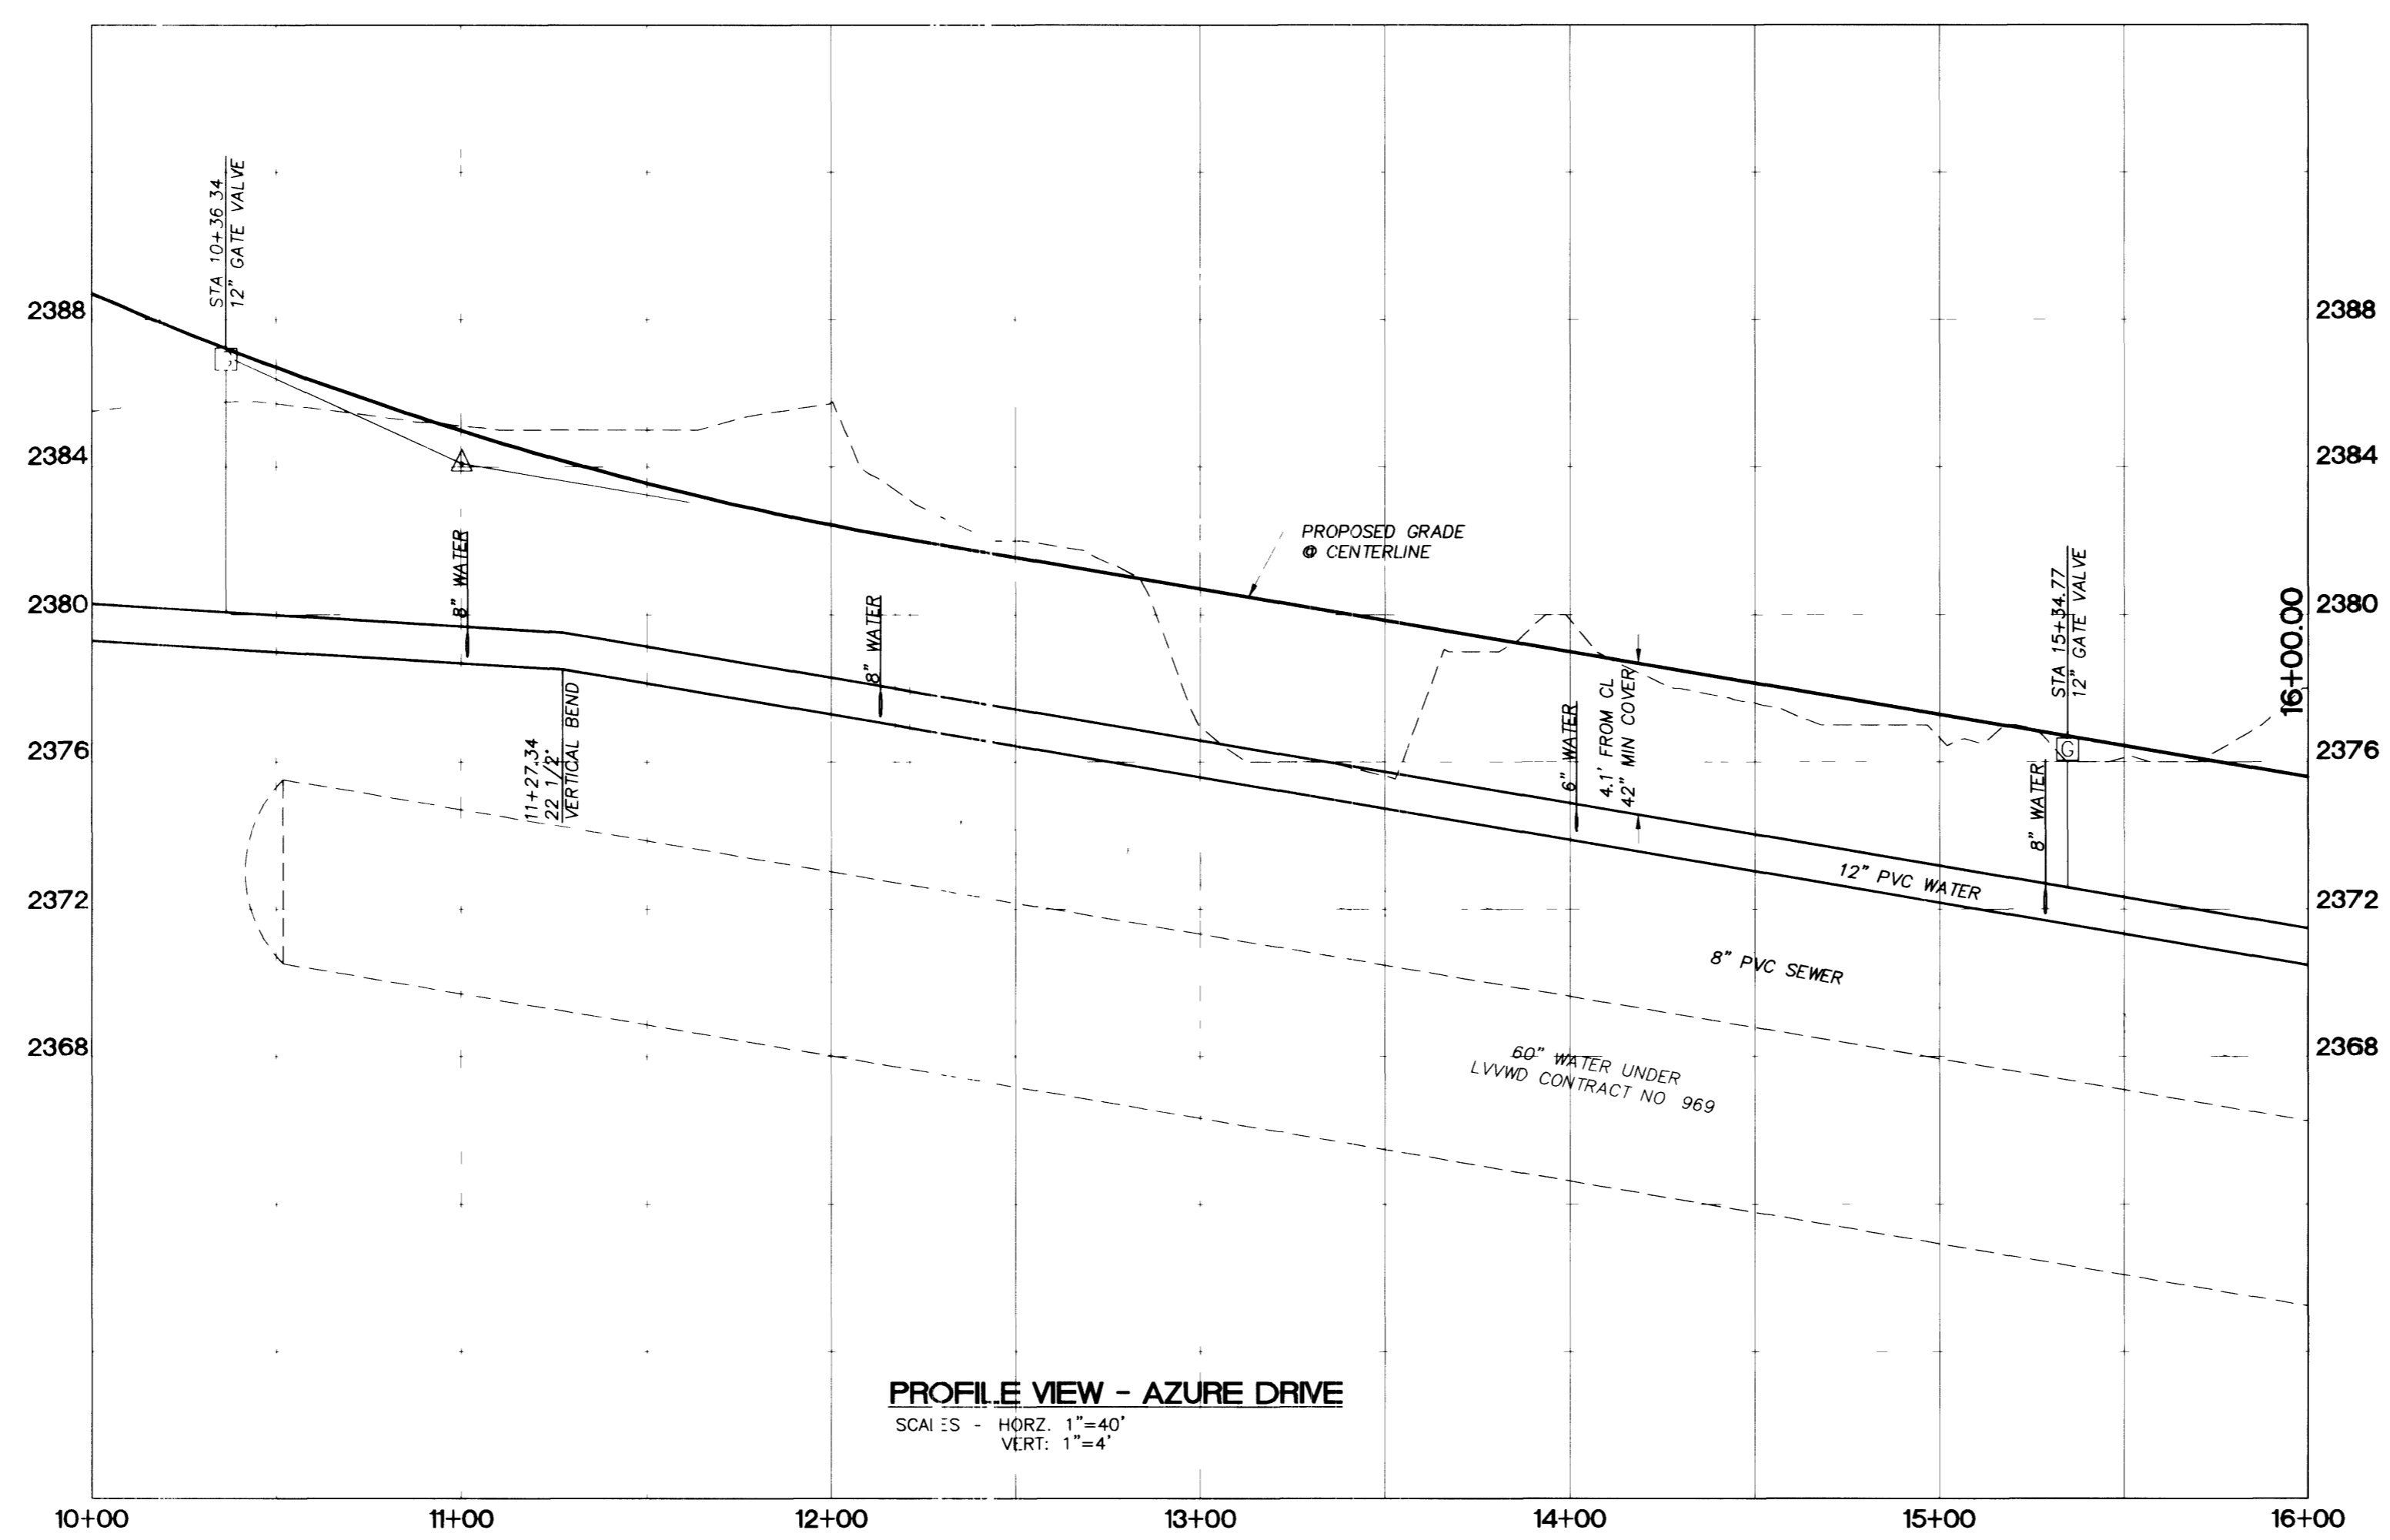 STA 10+36 34
12" GATE VALVE
2388
2388
2384
2384
8" WATER
PROPOSED GRADE
@ CENTERLINE
2380
8" WATER
STA 15+34.77
12" GATE VALVE
2380
16+00.00
11+27.34
22 1/2°
VERTICAL BEND
6" WATER
4.1' FROM CL
42" MIN COVER
G
2376
2376
8" WATER
12" PVC WATER
2372
2372
8" PVC SEWER
2368
60" WATER UNDER
LVVWD CONTRACT NO 969
2368
PROFILE VIEW - AZURE DRIVE
SCALES - HORZ. 1"=40'
VERT: 1"=4'
10+00
11+00
12+00
13+00
14+00
15+00
16+00